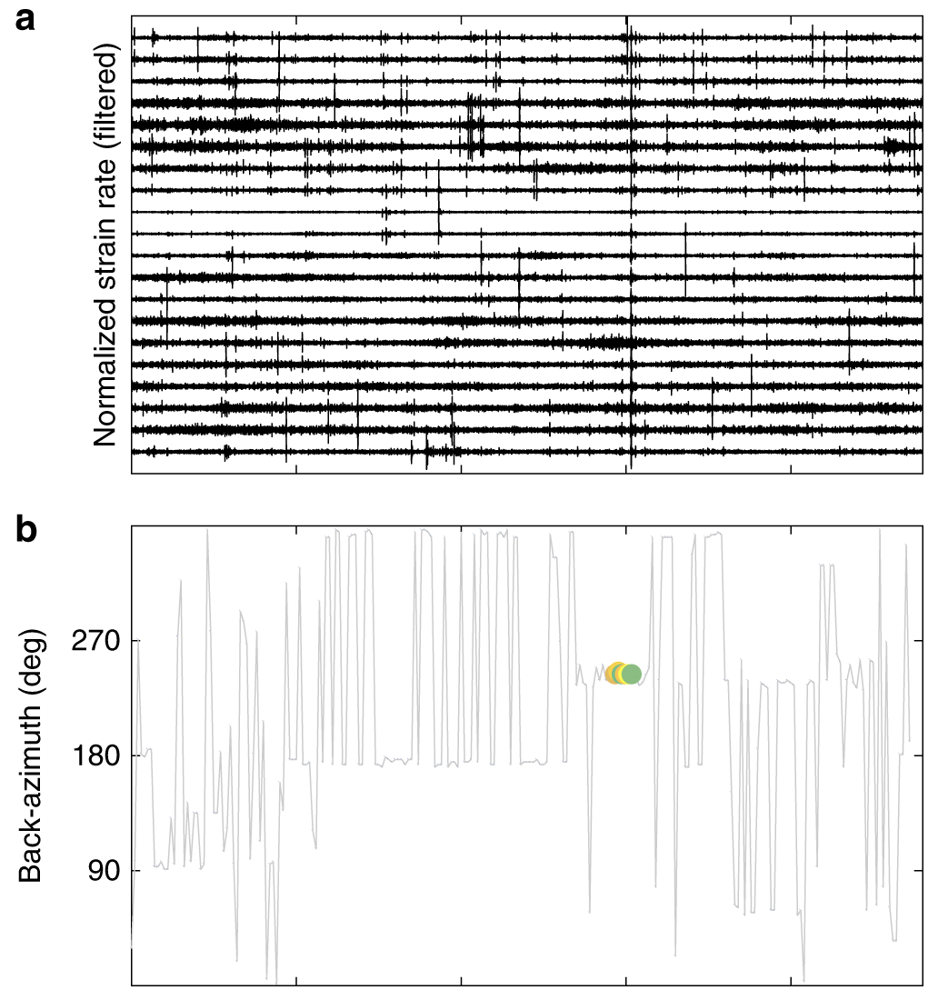 a
Normalized strain rate (filtered)
b
Back-azimuth (deg)
270
180
90